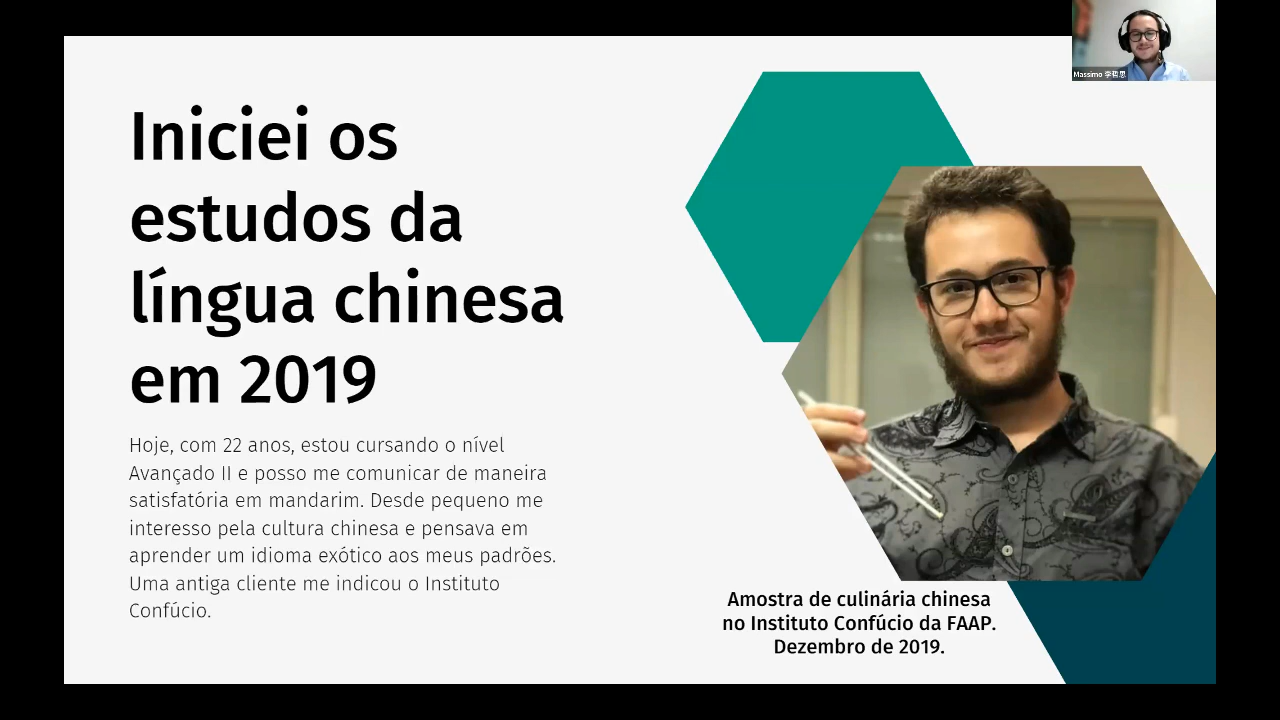 Iniciei os
estudos da
língua chinesa
em 2019
Hoje, com 22 anos, estou cursando o nível
Avançado II e posso me comunicar de maneira
satisfatória em mandarim. Desde pequeno me
interesso pela cultura chinesa e pensava em
aprender um idioma exótico aos meus padrões.
Uma antiga cliente me indicou o Instituto
Confúcio.
Amostra de culinária chinesa
no Instituto Confúcio da FAAP.
Dezembro de 2019.
Massimo 李哲思